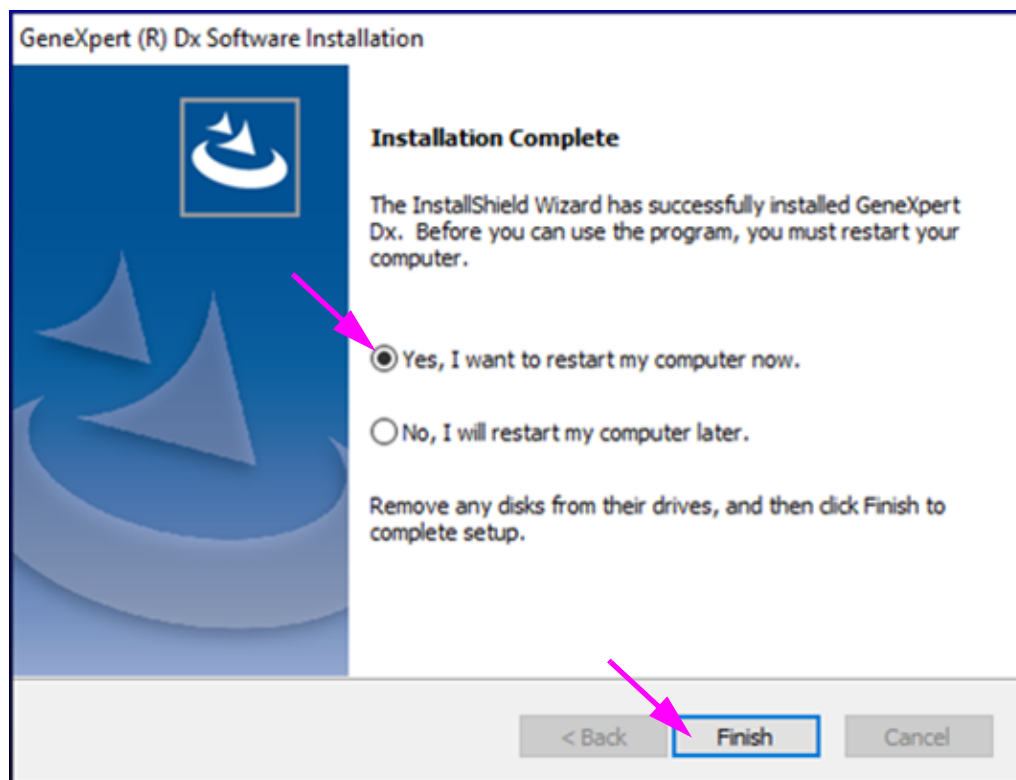 GeneXpert (R) Dx Software Installation
Installation Complete
The InstallShield Wizard has successfully installed GeneXpert
Dx.  Before you can use the program, you must restart your
computer.
Yes, I want to restart my computer now.
No, I will restart my computer later.
Remove any disks from their drives, and then click Finish to
complete setup.
< Back Finish Cancel